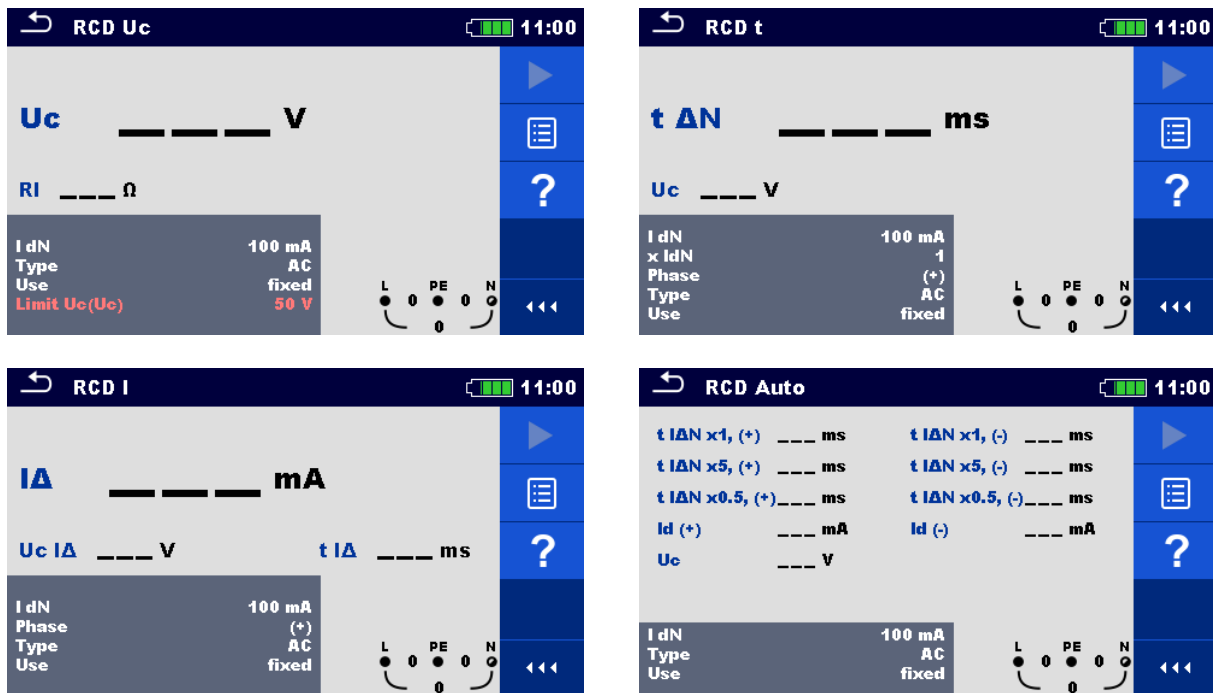 RCD Uc 11:00
Uc ___ V
RI ___ Ω
?
I dN 100 mA
Type AC
Use fixed
Limit Uc(Uc) 50 V
L PE N
0 0
0
RCD t 11:00
t ΔN ___ ms
Uc ___ V
?
I dN 100 mA
x IdN 1
Phase (+)
Type AC
Use fixed
L PE N
0 0
0
RCD I 11:00
IΔ ___ mA
Uc IΔ ___ V t IΔ ___ ms
?
I dN 100 mA
Phase (+)
Type AC
Use fixed
L PE N
0 0
0
RCD Auto 11:00
t IΔN x1, (+) ___ ms t IΔN x1, (-) ___ ms
t IΔN x5, (+) ___ ms t IΔN x5, (-) ___ ms
t IΔN x0.5, (+)___ ms t IΔN x0.5, (-)___ ms
Id (+) ___ mA Id (-) ___ mA
Uc ___ V
?
I dN 100 mA
Type AC
Use fixed
L PE N
0 0
0